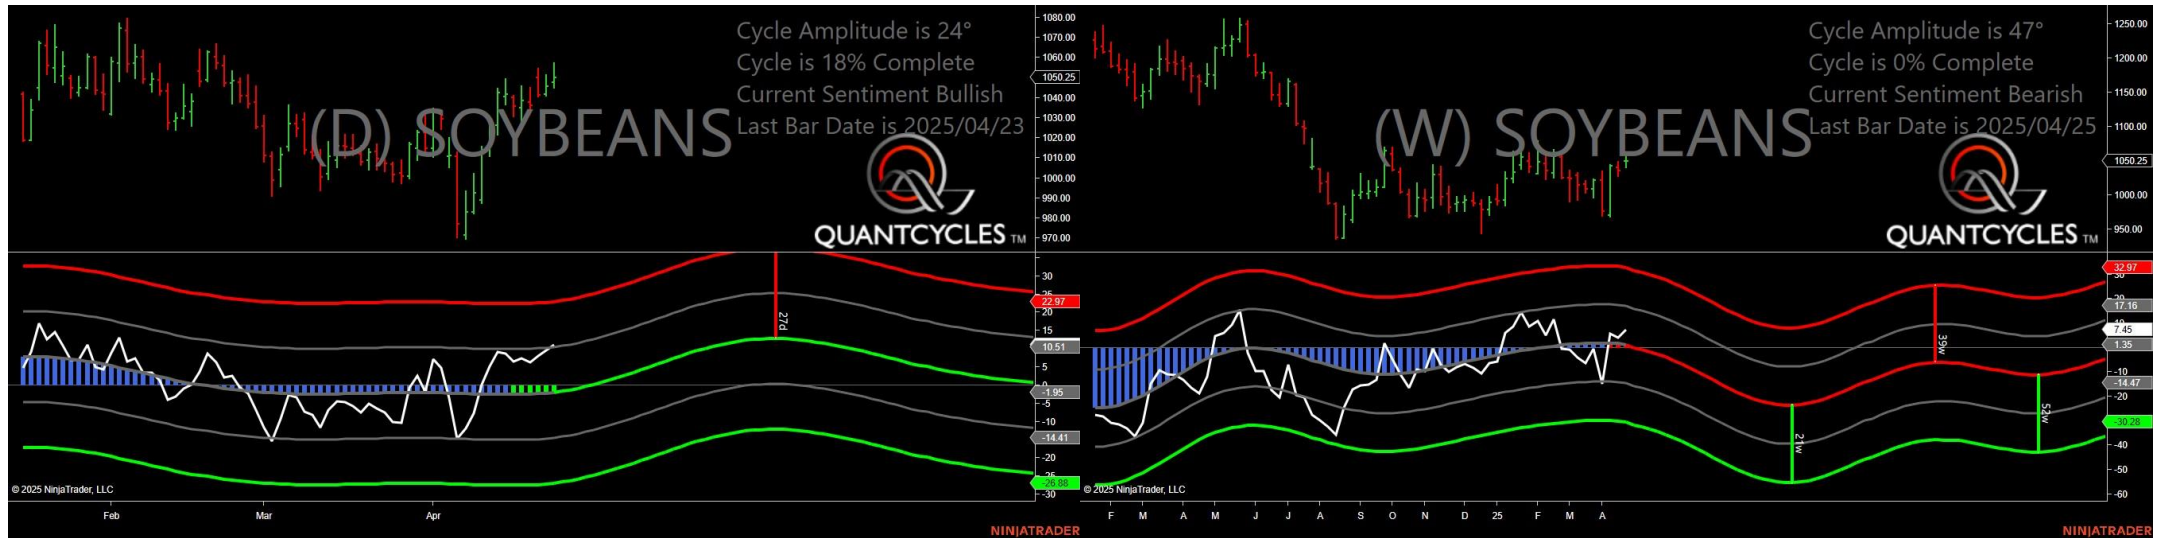 Cycle Amplitude is 24°
Cycle is 18% Complete
Current Sentiment Bullish
Last Bar Date is 2025/04/23
(D) SOYBEANS
QUANTCYCLES TM
1080.00
1070.00
1060.00
1050.25
1040.00
1030.00
1020.00
1010.00
1000.00
990.00
980.00
970.00
30
22.97
20
15
10.51
5
-1.95
-5
-10
-14.41
-20
-26.88
-30
27d
© 2025 NinjaTrader, LLC
Feb
Mar
Apr
NINJATRADER
Cycle Amplitude is 47°
Cycle is 0% Complete
Current Sentiment Bearish
Last Bar Date is 2025/04/25
(W) SOYBEANS
QUANTCYCLES TM
1250.00
1200.00
1150.00
1100.00
1050.25
1000.00
950.00
32.97
17.16
7.45
1.35
-10
-14.47
-20
-30.28
-40
-50
-60
21w
39w
52w
© 2025 NinjaTrader, LLC
F M A M J J A S O N D 25 F M A
NINJATRADER